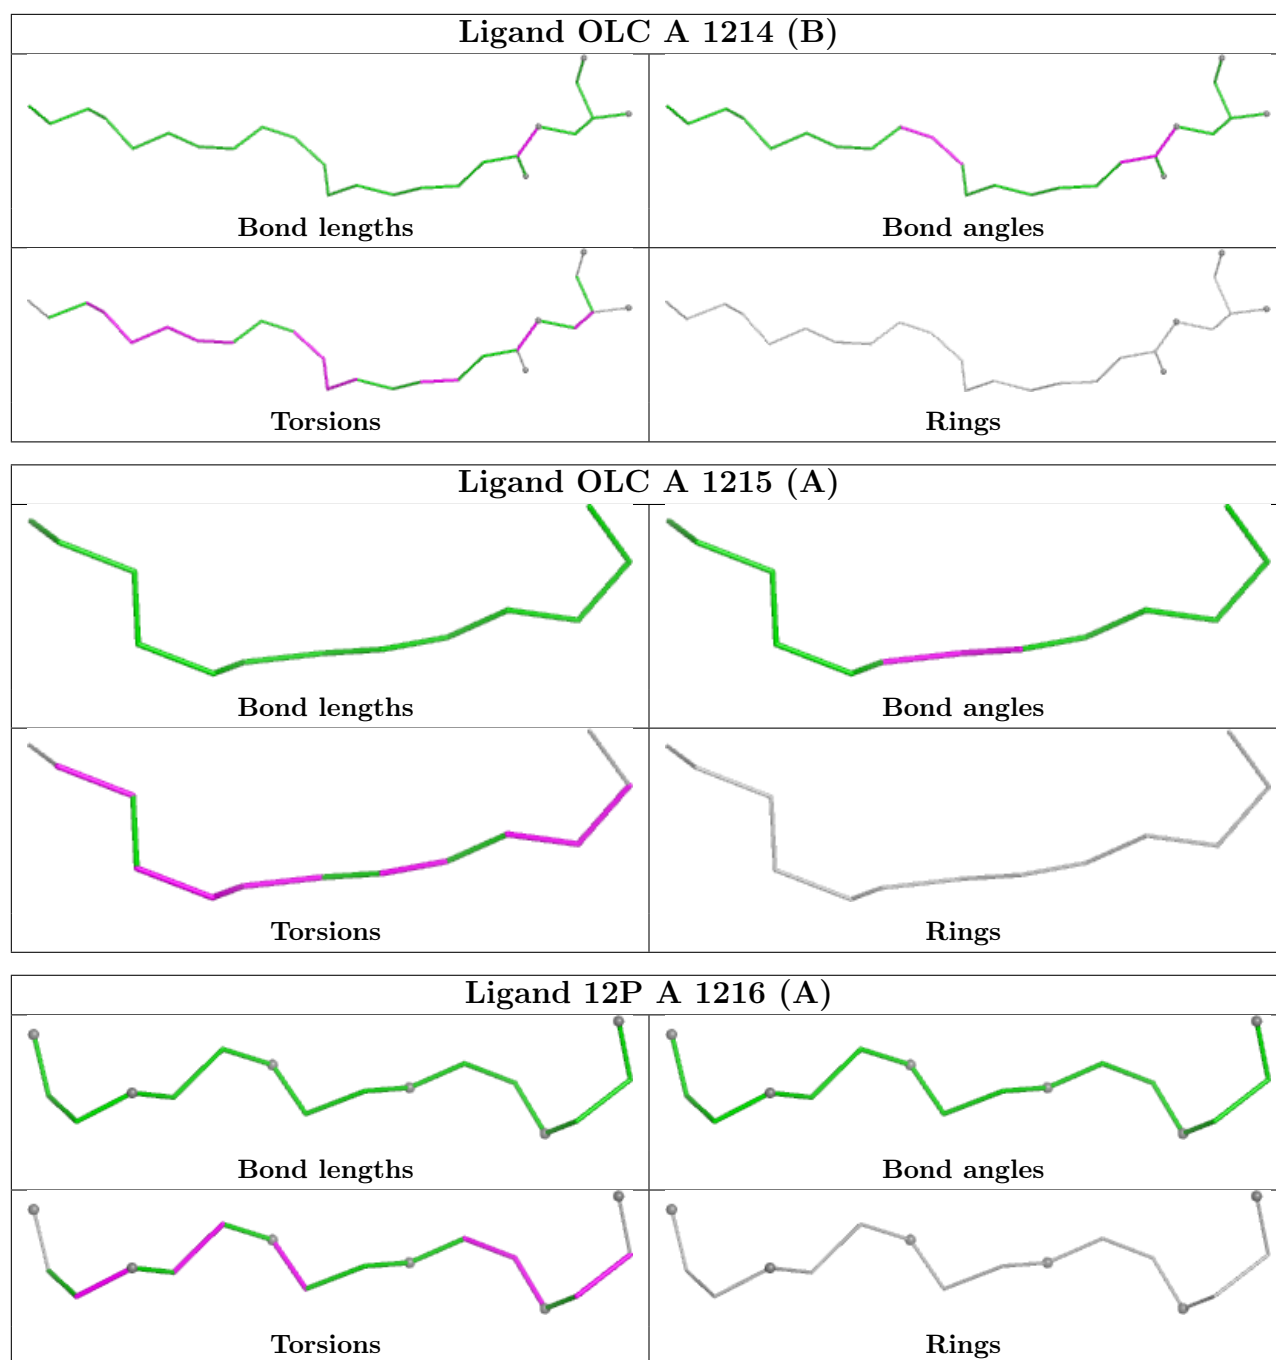 Ligand OLC A 1214 (B)
Bond lengths
Bond angles
Torsions
Rings
Ligand OLC A 1215 (A)
Bond lengths
Bond angles
Torsions
Rings
Ligand 12P A 1216 (A)
Bond lengths
Bond angles
Torsions
Rings